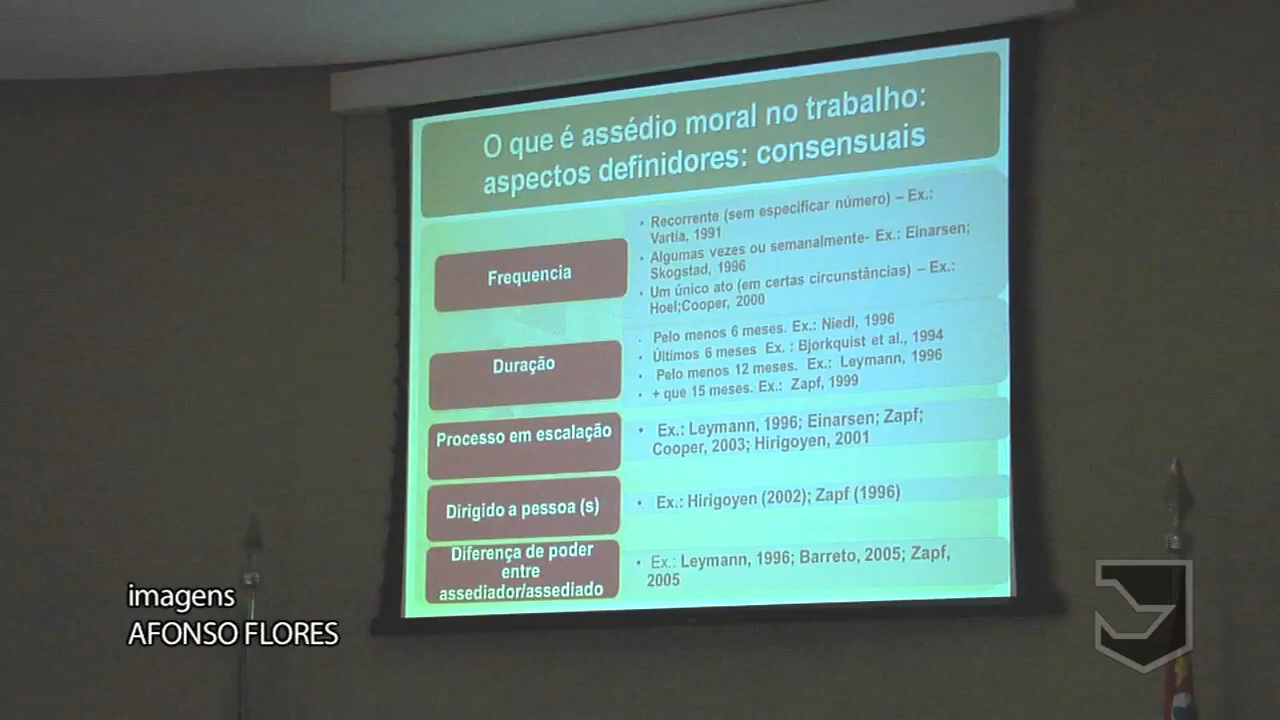 O que é assédio moral no trabalho:
aspectos definidores: consensuais
Frequencia
• Recorrente (sem especificar número) – Ex.:
Vartia, 1991
• Algumas vezes ou semanalmente- Ex.: Einarsen;
Skogstad, 1996
• Um único ato (em certas circunstâncias) – Ex.:
Hoel;Cooper, 2000
Duração
• Pelo menos 6 meses. Ex.: Niedl, 1996
• Últimos 6 meses Ex. : Bjorkquist et al., 1994
• Pelo menos 12 meses. Ex.: Leymann, 1996
• + que 15 meses. Ex.: Zapf, 1999
Processo em escalação
• Ex.: Leymann, 1996; Einarsen; Zapf;
Cooper, 2003; Hirigoyen, 2001
Dirigido a pessoa (s)
• Ex.: Hirigoyen (2002); Zapf (1996)
Diferença de poder
entre
assediador/assediado
• Ex.: Leymann, 1996; Barreto, 2005; Zapf,
2005
imagens
AFONSO FLORES